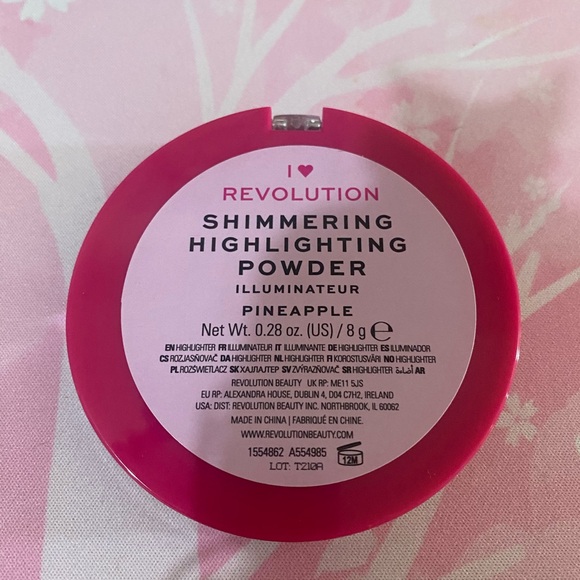 I ♥
REVOLUTION
SHIMMERING
HIGHLIGHTING
POWDER
ILLUMINATEUR
PINEAPPLE
Net Wt. 0.28 oz. (US) / 8 g ℮
EN HIGHLIGHTER FR ILLUMINATEUR IT ILLUMINANTE DE HIGHLIGHTER ES ILUMINADOR
CS ROZJASŇOVAČ DA HIGHLIGHTER NL HIGHLIGHTER FI KOROSTUSVÄRI NO HIGHLIGHTER
PL ROZŚWIETLACZ SK ХАЙЛАЙТЕР SV ZVÝRAZŇOVAČ SR HIGHLIGHTER AR
REVOLUTION BEAUTY UK RP: ME11 5JS
EU RP: ALEXANDRA HOUSE, DUBLIN 4, D04 C7H2, IRELAND
USA: DIST: REVOLUTION BEAUTY INC. NORTHBROOK, IL 60062
MADE IN CHINA / FABRIQUÉ EN CHINE.
WWW.REVOLUTIONBEAUTY.COM
1554862 A554985
12M
LOT: T210A